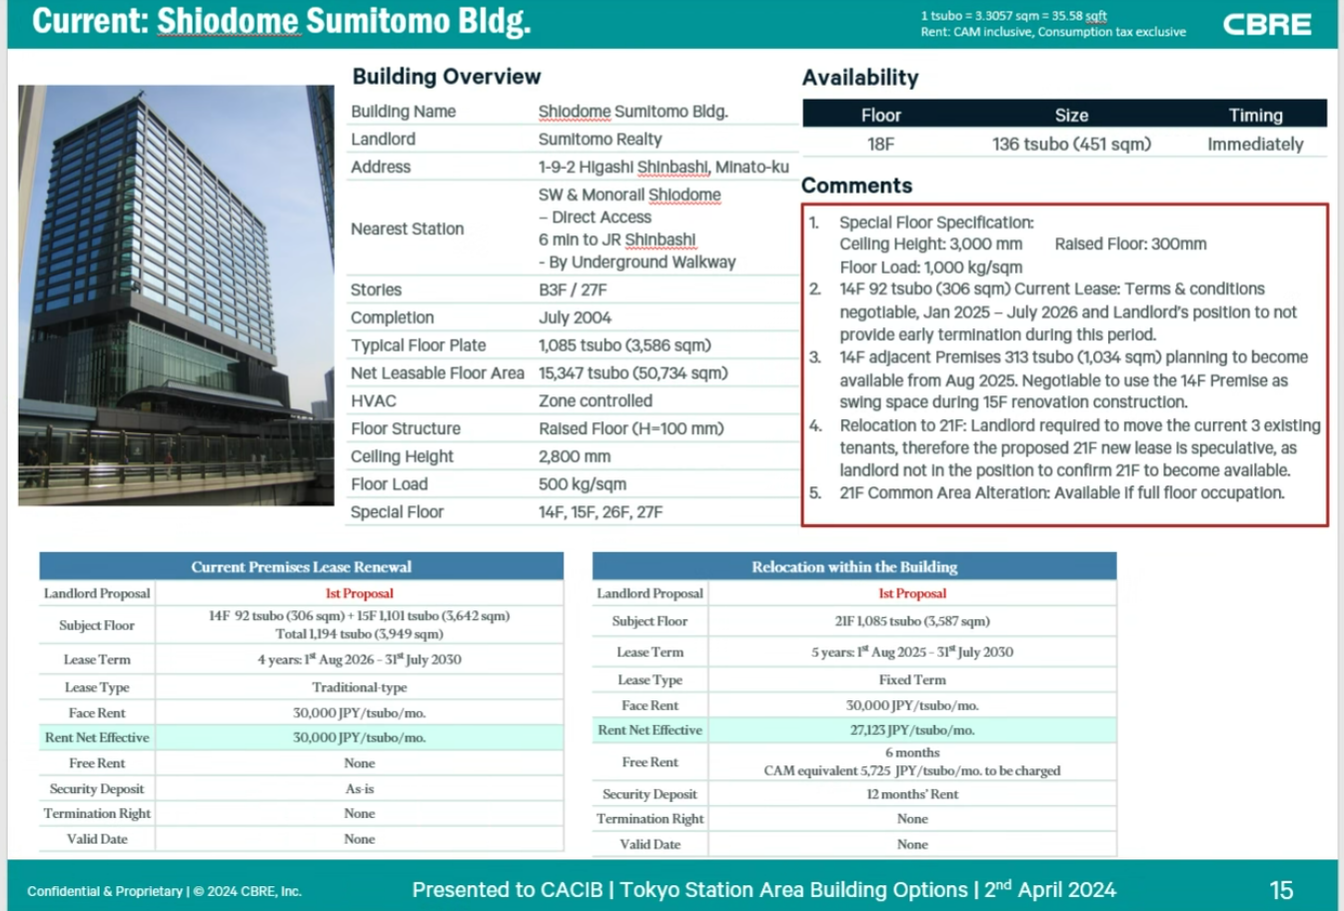 Current: Shiodome Sumitomo Bldg.
1 tsubo = 3.3057 sqm = 35.58 sqft
Rent: CAM inclusive, Consumption tax exclusive
CBRE
Building Overview
Building Name Shiodome Sumitomo Bldg.
Landlord Sumitomo Realty
Address 1-9-2 Higashi Shinbashi, Minato-ku
Nearest Station SW & Monorail Shiodome
– Direct Access
6 min to JR Shinbashi
- By Underground Walkway
Stories B3F / 27F
Completion July 2004
Typical Floor Plate 1,085 tsubo (3,586 sqm)
Net Leasable Floor Area 15,347 tsubo (50,734 sqm)
HVAC Zone controlled
Floor Structure Raised Floor (H=100 mm)
Ceiling Height 2,800 mm
Floor Load 500 kg/sqm
Special Floor 14F, 15F, 26F, 27F
Availability
Floor Size Timing
18F 136 tsubo (451 sqm) Immediately
Comments
1. Special Floor Specification:
Ceiling Height: 3,000 mm Raised Floor: 300mm
Floor Load: 1,000 kg/sqm
2. 14F 92 tsubo (306 sqm) Current Lease: Terms & conditions
negotiable, Jan 2025 – July 2026 and Landlord's position to not
provide early termination during this period.
3. 14F adjacent Premises 313 tsubo (1,034 sqm) planning to become
available from Aug 2025. Negotiable to use the 14F Premise as
swing space during 15F renovation construction.
4. Relocation to 21F: Landlord required to move the current 3 existing
tenants, therefore the proposed 21F new lease is speculative, as
landlord not in the position to confirm 21F to become available.
5. 21F Common Area Alteration: Available if full floor occupation.
Current Premises Lease Renewal
Landlord Proposal 1st Proposal
Subject Floor 14F 92 tsubo (306 sqm) + 15F 1,101 tsubo (3,642 sqm)
Total 1,194 tsubo (3,949 sqm)
Lease Term 4 years: 1st Aug 2026 – 31st July 2030
Lease Type Traditional-type
Face Rent 30,000 JPY/tsubo/mo.
Rent Net Effective 30,000 JPY/tsubo/mo.
Free Rent None
Security Deposit As-is
Termination Right None
Valid Date None
Relocation within the Building
Landlord Proposal 1st Proposal
Subject Floor 21F 1,085 tsubo (3,587 sqm)
Lease Term 5 years: 1st Aug 2025 – 31st July 2030
Lease Type Fixed Term
Face Rent 30,000 JPY/tsubo/mo.
Rent Net Effective 27,123 JPY/tsubo/mo.
Free Rent 6 months
CAM equivalent 5,725 JPY/tsubo/mo. to be charged
Security Deposit 12 months' Rent
Termination Right None
Valid Date None
Confidential & Proprietary | © 2024 CBRE, Inc.
Presented to CACIB | Tokyo Station Area Building Options | 2nd April 2024
15